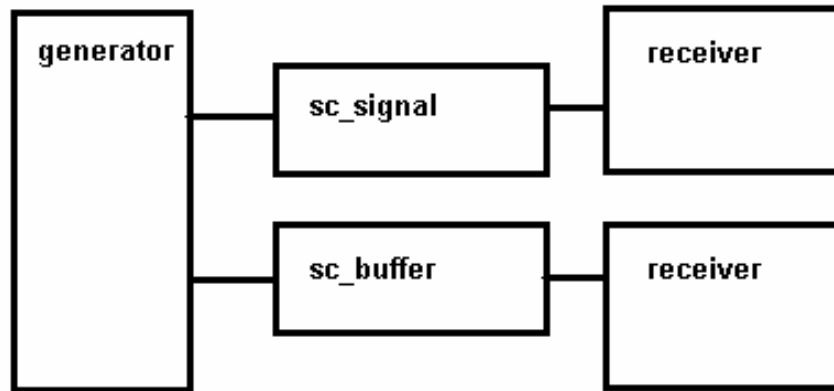 generator
sc_signal
receiver
sc_buffer
receiver